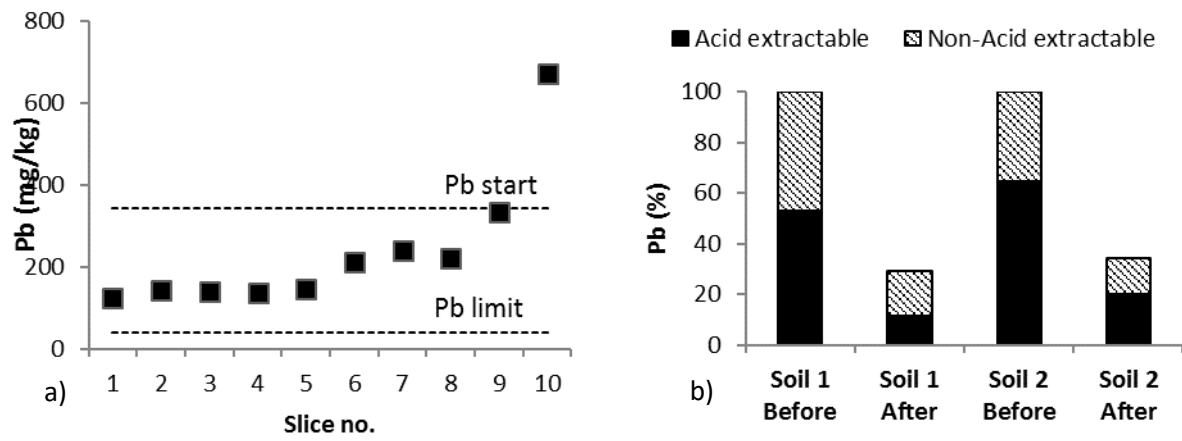 800
600
400
200
0
Pb (mg/kg)
Pb start
Pb limit
1 2 3 4 5 6 7 8 9 10
Slice no.
a)
Acid extractable Non-Acid extractable
100
80
60
40
20
0
Pb (%)
Soil 1 Soil 1 Soil 2 Soil 2
Before After Before After
b)